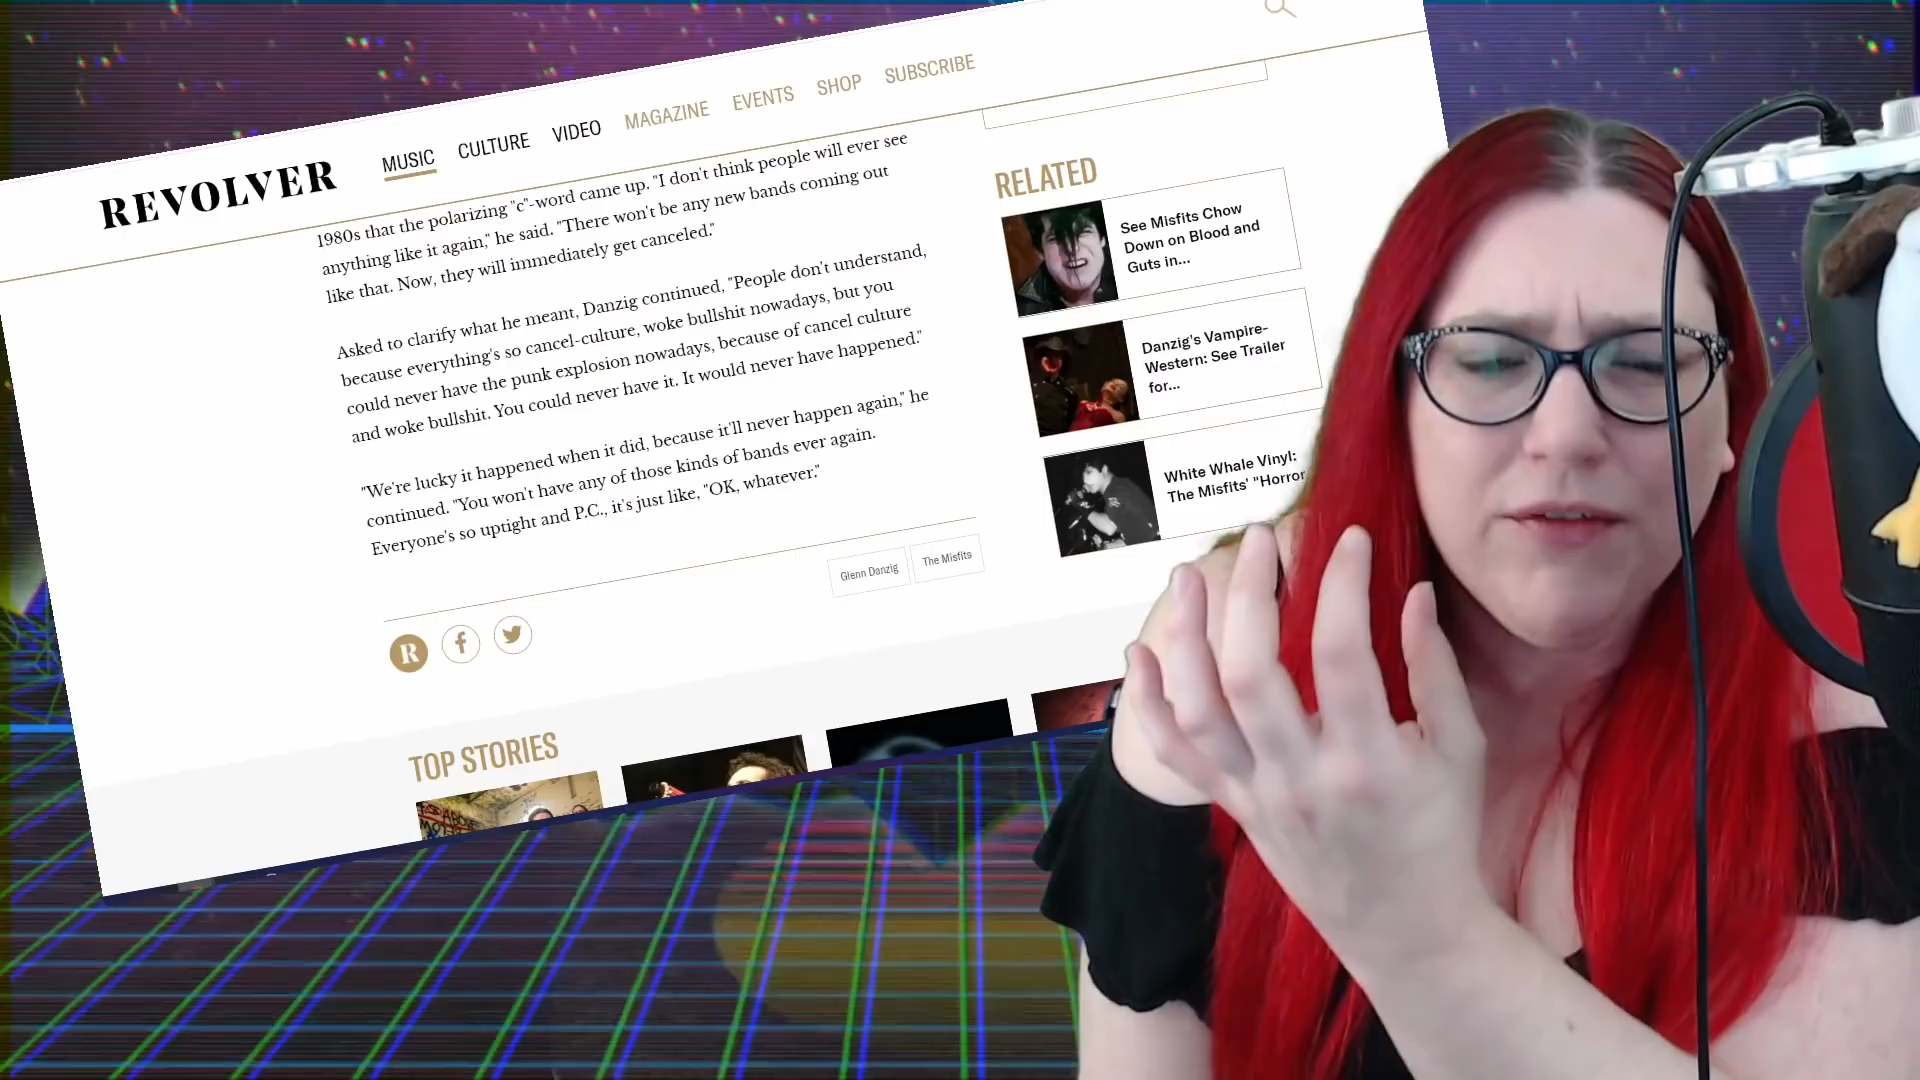 REVOLVER
MUSIC CULTURE VIDEO MAGAZINE EVENTS SHOP SUBSCRIBE
1980s that the polarizing "c"-word came up. "I don't think people will ever see
anything like it again," he said. "There won't be any new bands coming out
like that. Now, they will immediately get canceled."
Asked to clarify what he meant, Danzig continued, "People don't understand,
because everything's so cancel-culture, woke bullshit nowadays, but you
could never have the punk explosion nowadays, because of cancel culture
and woke bullshit. You could never have it. It would never have happened."
"We're lucky it happened when it did, because it'll never happen again," he
continued. "You won't have any of those kinds of bands ever again.
Everyone's so uptight and P.C., it's just like, "OK, whatever."
Glenn Danzig
The Misfits
R
RELATED
See Misfits Chow
Down on Blood and
Guts in...
Danzig's Vampire-
Western: See Trailer
for...
White Whale Vinyl:
The Misfits' "Horror
TOP STORIES